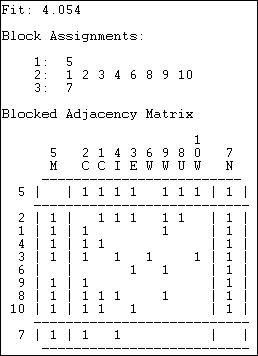 Fit: 4.054
Block Assignments:
1: 5
2: 1 2 3 4 6 8 9 10
3: 7
Blocked Adjacency Matrix
1
5 2 1 4 3 6 9 8 0 7
M C C I E W W U W N
5 | | 1 1 1 1 1 1 1 | 1 |
2 | 1 | 1 1 1 1 1 | 1 |
1 | 1 | 1 1 | 1 |
4 | 1 | 1 1 | 1 |
3 | 1 | 1 1 1 1 | 1 |
6 | | 1 1 | 1 |
9 | 1 | 1 | 1 |
8 | 1 | 1 1 1 1 | 1 |
10 | 1 | 1 1 1 | 1 |
7 | 1 | 1 1 | |